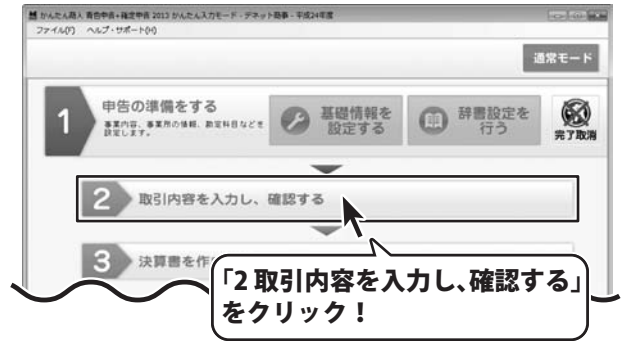 かんたん商人 青色申告+確定申告 2013 かんたん入力モード - デネット商事 - 平成24年度
ファイル(F) ヘルプ・サポート(H)
通常モード
1
申告の準備をする
事業内容、事業所の情報、勘定科目などを
設定します。
基礎情報を
設定する
辞書設定を
行う
完了取消
2 取引内容を入力し、確認する
3 決算書を作
「2 取引内容を入力し、確認する」
をクリック！